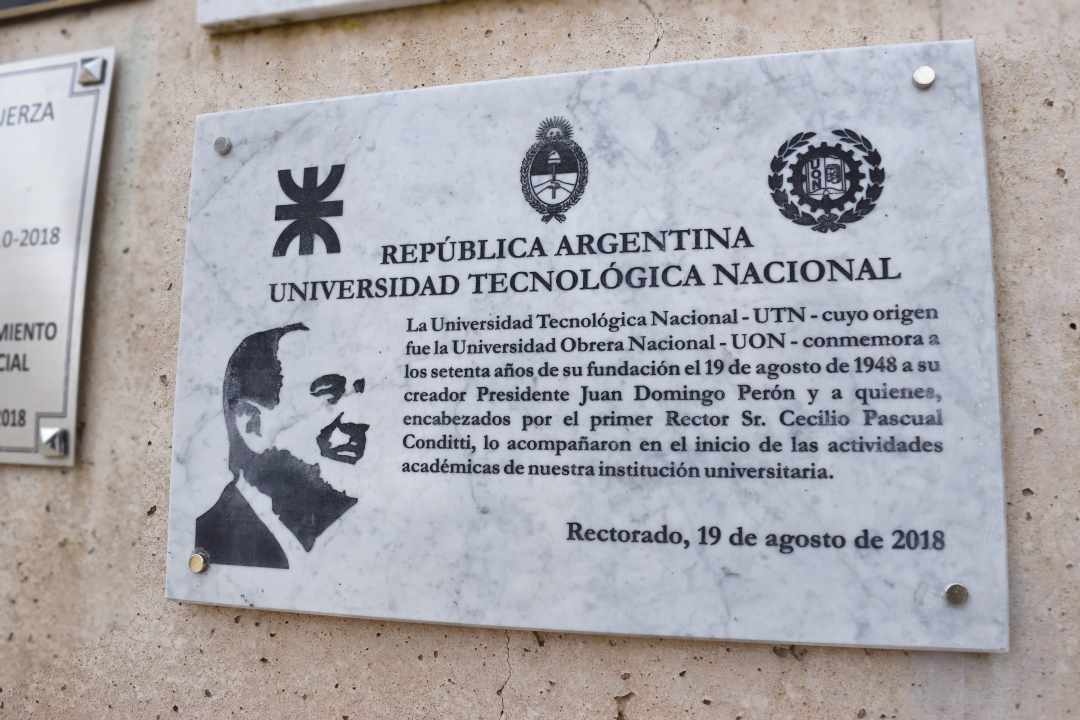 UERZA
10-2018
MIENTO
CIAL
2018
UON
REPÚBLICA ARGENTINA
UNIVERSIDAD TECNOLÓGICA NACIONAL
La Universidad Tecnológica Nacional - UTN - cuyo origen
fue la Universidad Obrera Nacional - UON - conmemora a
los setenta años de su fundación el 19 de agosto de 1948 a su
creador Presidente Juan Domingo Perón y a quienes,
encabezados por el primer Rector Sr. Cecilio Pascual
Conditti, lo acompañaron en el inicio de las actividades
académicas de nuestra institución universitaria.
Rectorado, 19 de agosto de 2018